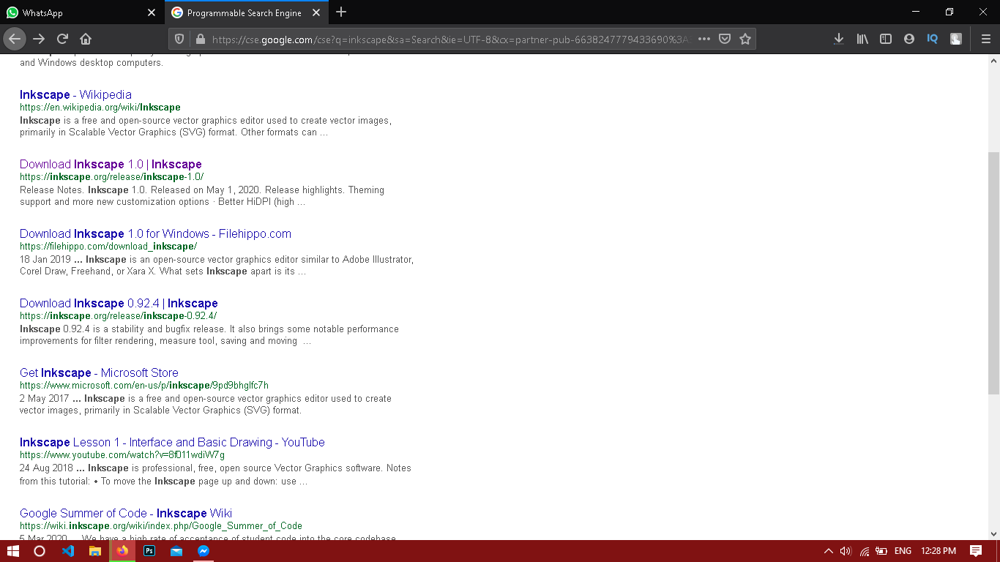 WhatsApp
Programmable Search Engine
https://cse.google.com/cse?q=inkscape&sa=Search&ie=UTF-8&cx=partner-pub-6638247779433690%3A
and Windows desktop computers.
Inkscape - Wikipedia
https://en.wikipedia.org/wiki/Inkscape
Inkscape is a free and open-source vector graphics editor used to create vector images,
primarily in Scalable Vector Graphics (SVG) format. Other formats can ...
Download Inkscape 1.0 | Inkscape
https://inkscape.org/release/inkscape-1.0/
Release Notes. Inkscape 1.0. Released on May 1, 2020. Release highlights. Theming
support and more new customization options · Better HiDPI (high ...
Download Inkscape 1.0 for Windows - Filehippo.com
https://filehippo.com/download_inkscape/
18 Jan 2019 ... Inkscape is an open-source vector graphics editor similar to Adobe Illustrator,
Corel Draw, Freehand, or Xara X. What sets Inkscape apart is its ...
Download Inkscape 0.92.4 | Inkscape
https://inkscape.org/release/inkscape-0.92.4/
Inkscape 0.92.4 is a stability and bugfix release. It also brings some notable performance
improvements for filter rendering, measure tool, saving and moving ...
Get Inkscape - Microsoft Store
https://www.microsoft.com/en-us/p/inkscape/9pd9bhglfc7h
2 May 2017 ... Inkscape is a free and open-source vector graphics editor used to create
vector images, primarily in Scalable Vector Graphics (SVG) format.
Inkscape Lesson 1 - Interface and Basic Drawing - YouTube
https://www.youtube.com/watch?v=8f011wdiW7g
24 Aug 2018 ... Inkscape is professional, free, open source Vector Graphics software. Notes
from this tutorial: • To move the Inkscape page up and down: use ...
Google Summer of Code - Inkscape Wiki
https://wiki.inkscape.org/wiki/index.php/Google_Summer_of_Code
5 Mar 2020 ... We have a high rate of acceptance of student code into the core codebase
Ps
ENG
12:28 PM